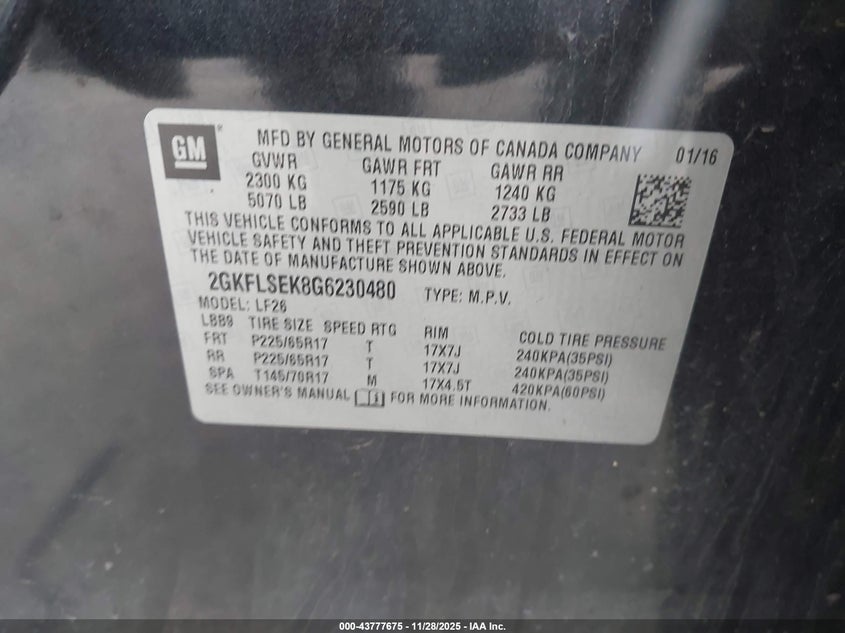 GM ®
MFD BY GENERAL MOTORS OF CANADA COMPANY 01/16
GVWR GAWR FRT GAWR RR
2300 KG 1175 KG 1240 KG
5070 LB 2590 LB 2733 LB
THIS VEHICLE CONFORMS TO ALL APPLICABLE U.S. FEDERAL MOTOR
VEHICLE SAFETY AND THEFT PREVENTION STANDARDS IN EFFECT ON
THE DATE OF MANUFACTURE SHOWN ABOVE.
2GKFLSEK8G6230480 TYPE: M.P.V.
MODEL: LF26
LBB9 TIRE SIZE SPEED RTG RIM COLD TIRE PRESSURE
FRT P225/65R17 T 17X7J 240KPA(35PSI)
RR P225/65R17 T 17X7J 240KPA(35PSI)
SPA T145/70R17 M 17X4.5T 420KPA(60PSI)
SEE OWNER'S MANUAL FOR MORE INFORMATION.
000-43777675 | 11/28/2025 - IAA Inc.